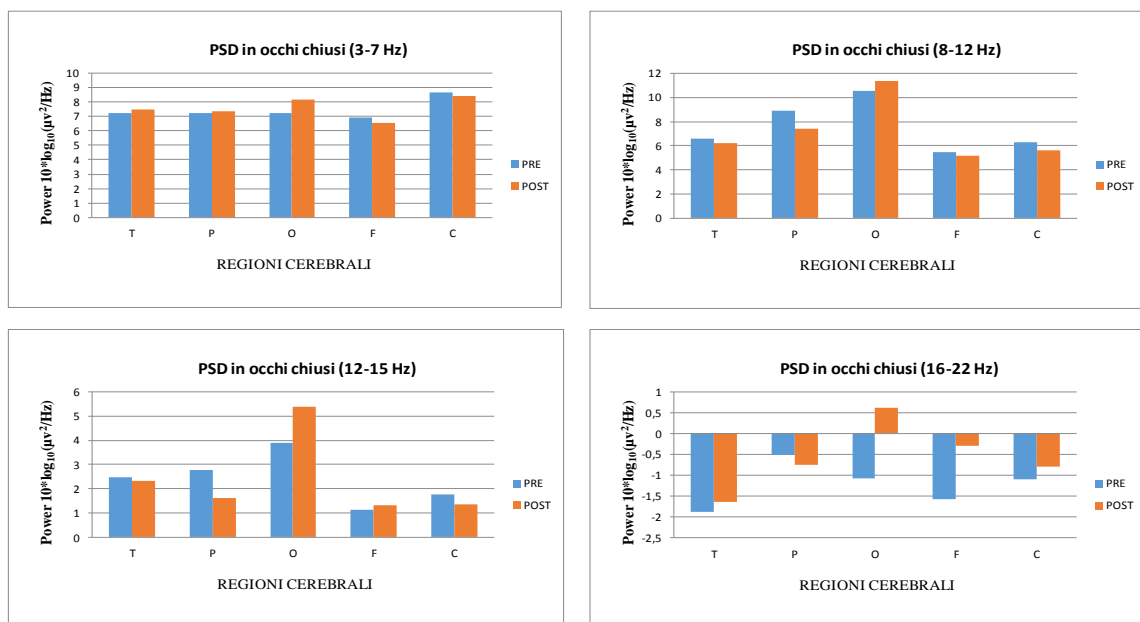 PSD in occhi chiusi (3-7 Hz)
Power 10*log10(µv²/Hz)
10
9
8
7
6
5
4
3
2
1
0
T P O F C
REGIONI CEREBRALI
PRE
POST
PSD in occhi chiusi (8-12 Hz)
Power 10*log10(µv²/Hz)
12
10
8
6
4
2
0
T P O F C
REGIONI CEREBRALI
PRE
POST
PSD in occhi chiusi (12-15 Hz)
Power 10*log10(µv²/Hz)
6
5
4
3
2
1
0
T P O F C
REGIONI CEREBRALI
PRE
POST
PSD in occhi chiusi (16-22 Hz)
Power 10*log10(µv²/Hz)
1
0,5
0
-0,5
-1
-1,5
-2
-2,5
T P O F C
REGIONI CEREBRALI
PRE
POST